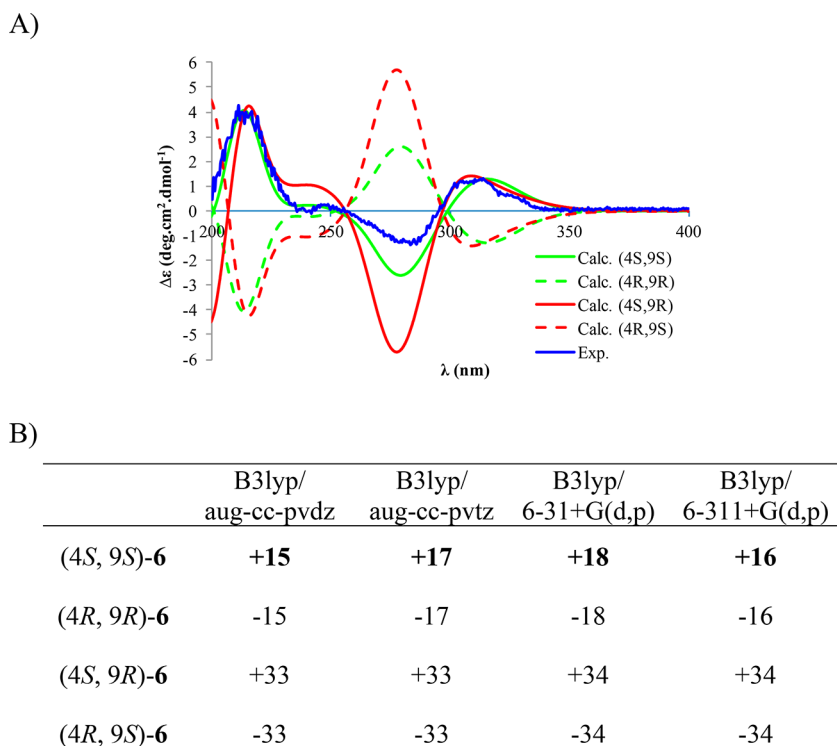 A)
6
5
4
3
2
1
0
-1
-2
-3
-4
-5
-6
200 250 300 350 400
Δε (deg.cm².dmol⁻¹)
λ (nm)
Calc. (4S,9S)
Calc. (4R,9R)
Calc. (4S,9R)
Calc. (4R,9S)
Exp.
B)
B3lyp/ B3lyp/ B3lyp/ B3lyp/
aug-cc-pvdz aug-cc-pvtz 6-31+G(d,p) 6-311+G(d,p)
(4S, 9S)-6 +15 +17 +18 +16
(4R, 9R)-6 -15 -17 -18 -16
(4S, 9R)-6 +33 +33 +34 +34
(4R, 9S)-6 -33 -33 -34 -34